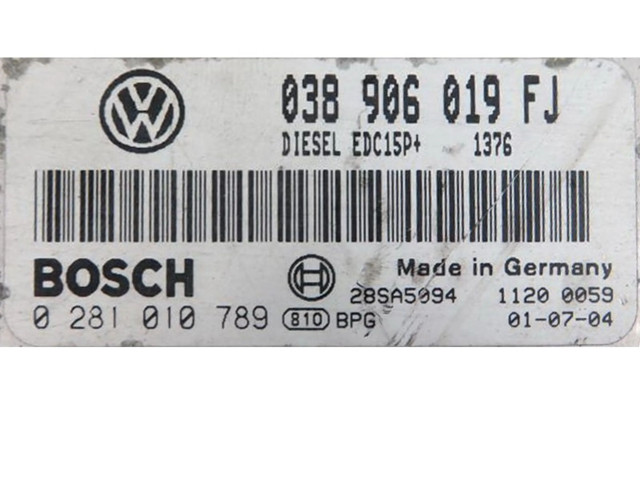 VW
038 906 019 FJ
DIESEL EDC15P+ 1376
BOSCH
Made in Germany
28SA5094 1120 0059
0 281 010 789 810 BPG 01-07-04